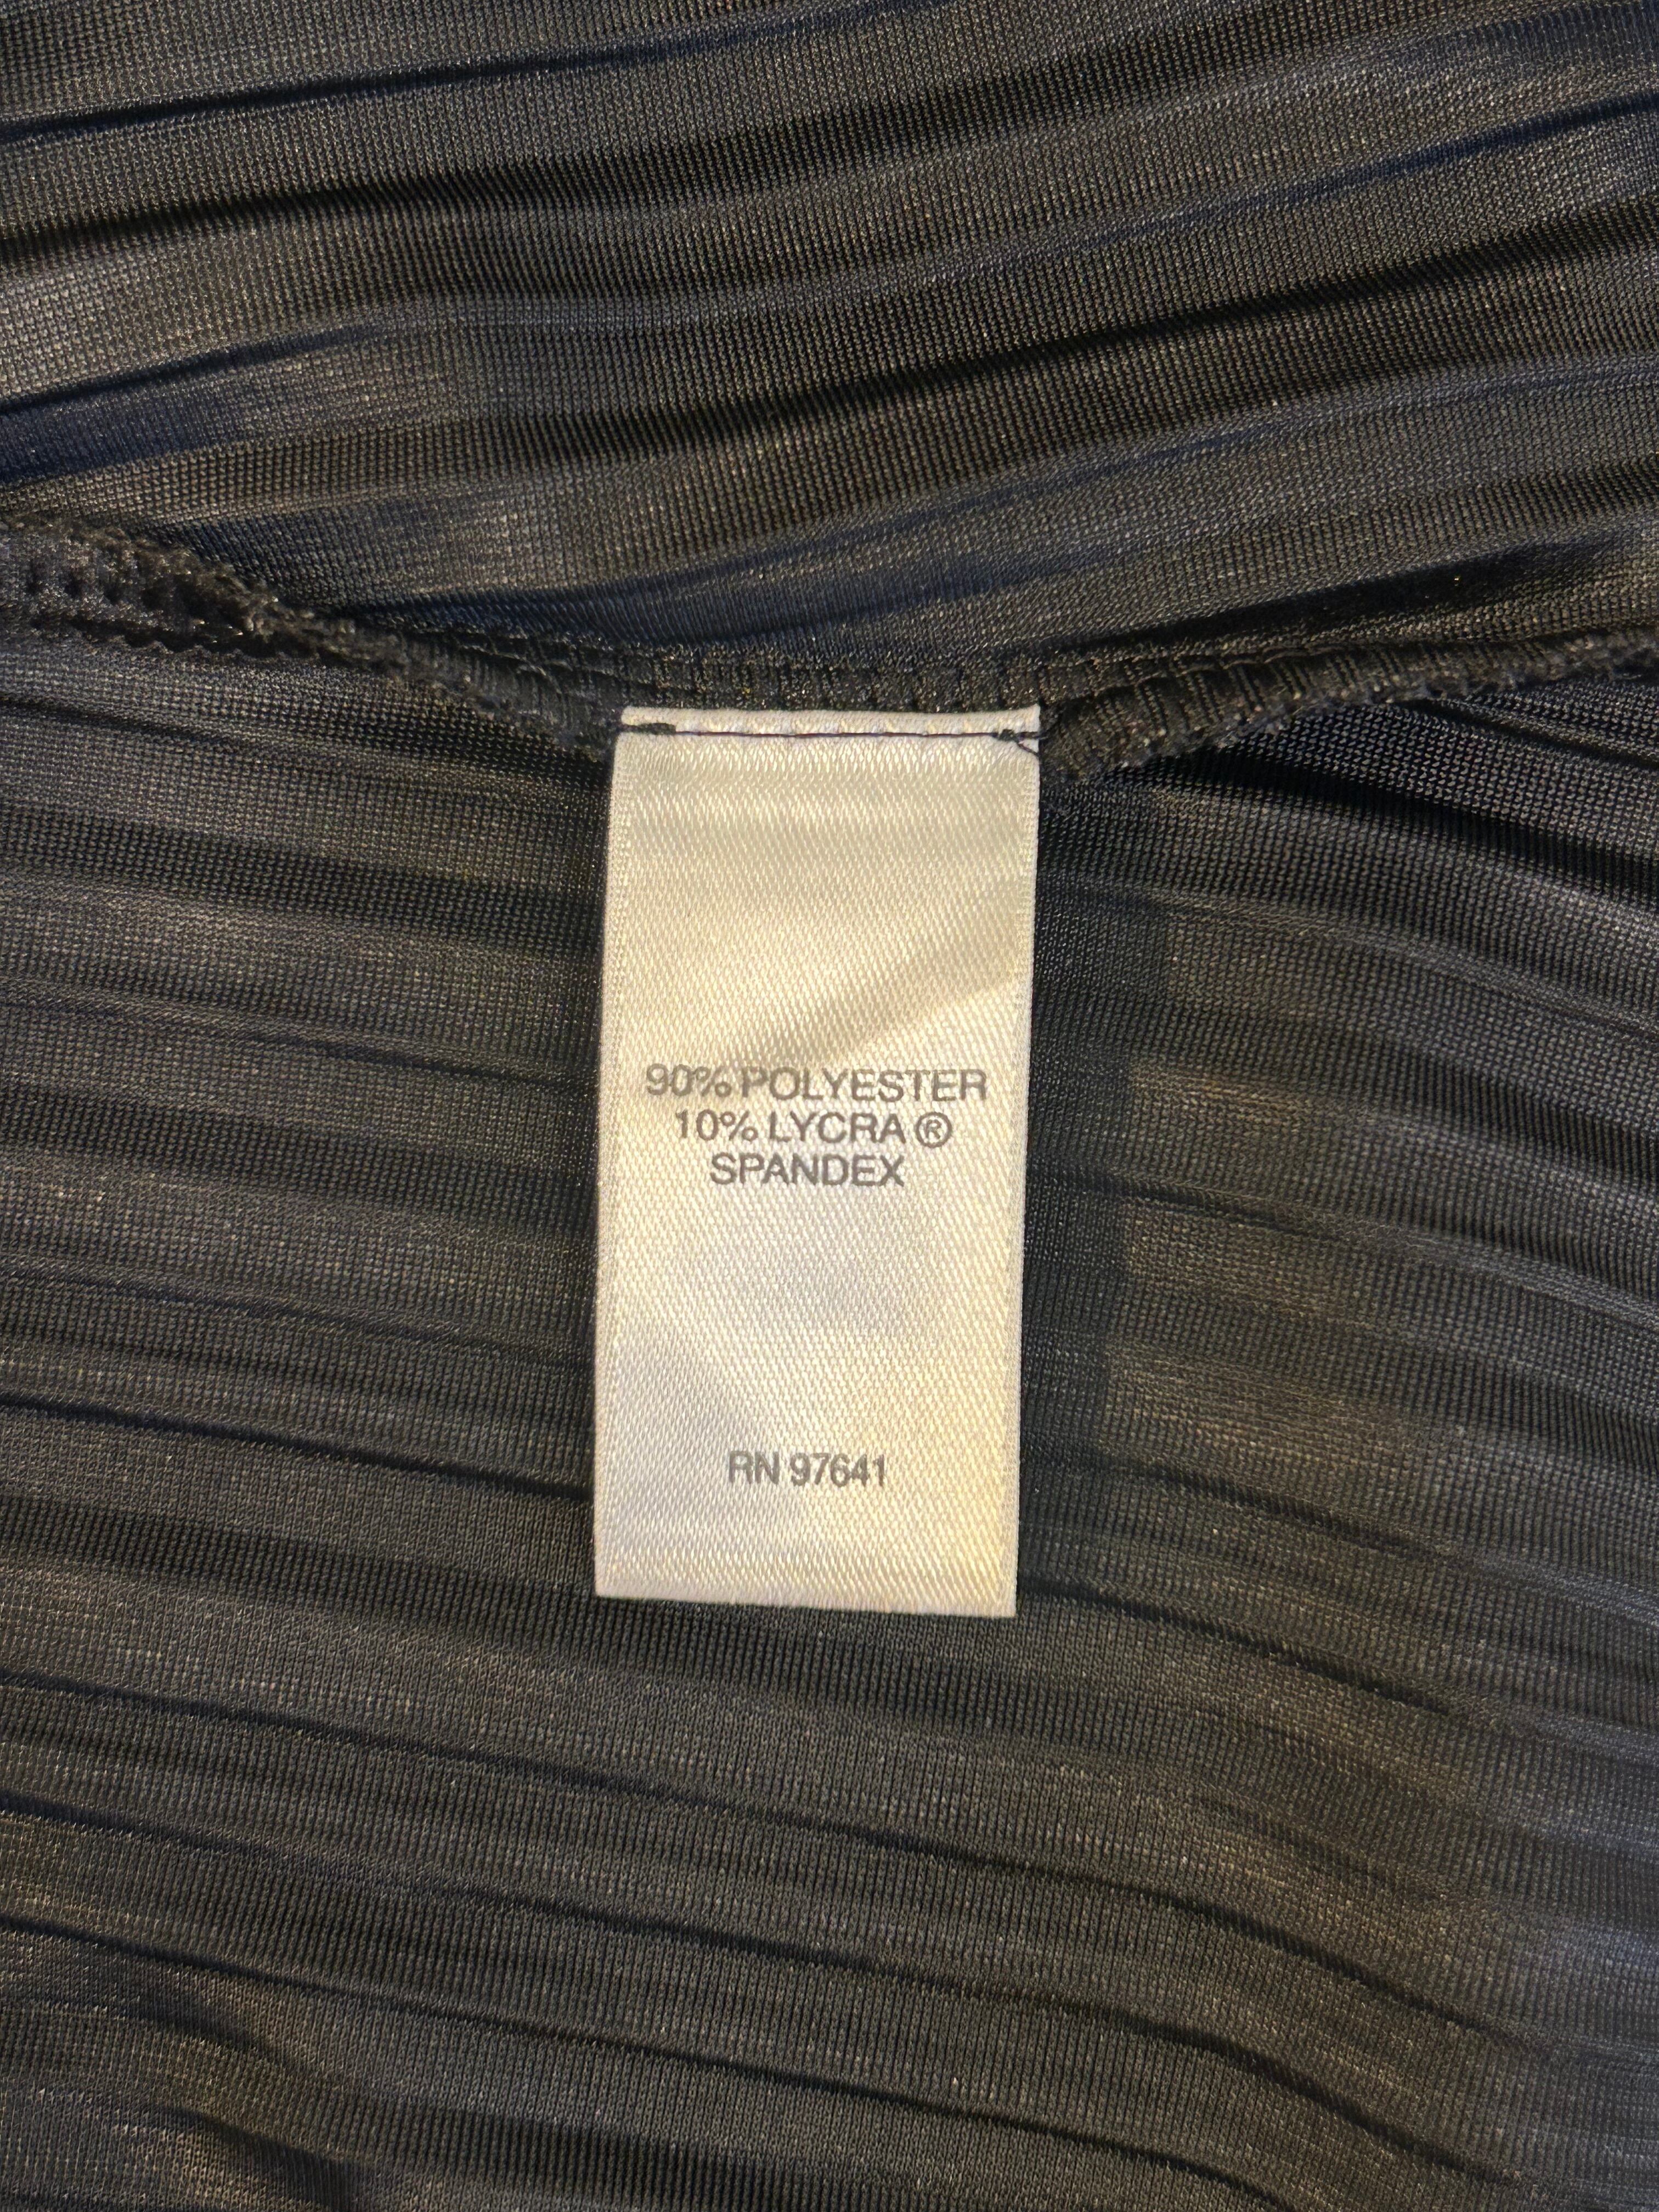 90% POLYESTER
10% LYCRA ®
SPANDEX
RN 97641